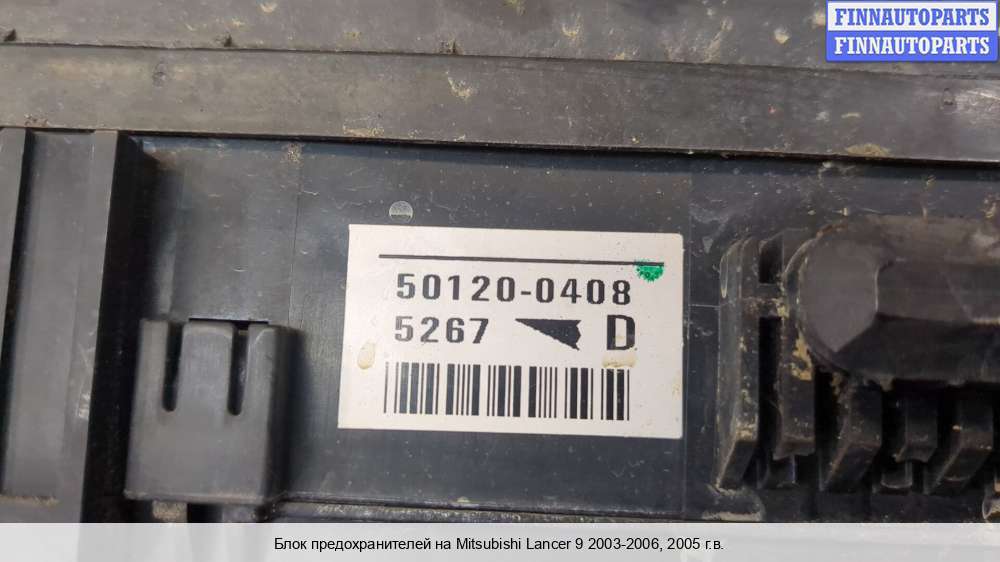 FINNAUTOPARTS
FINNAUTOPARTS
50120-0408
5267 D
Блок предохранителей на Mitsubishi Lancer 9 2003-2006, 2005 г.в.